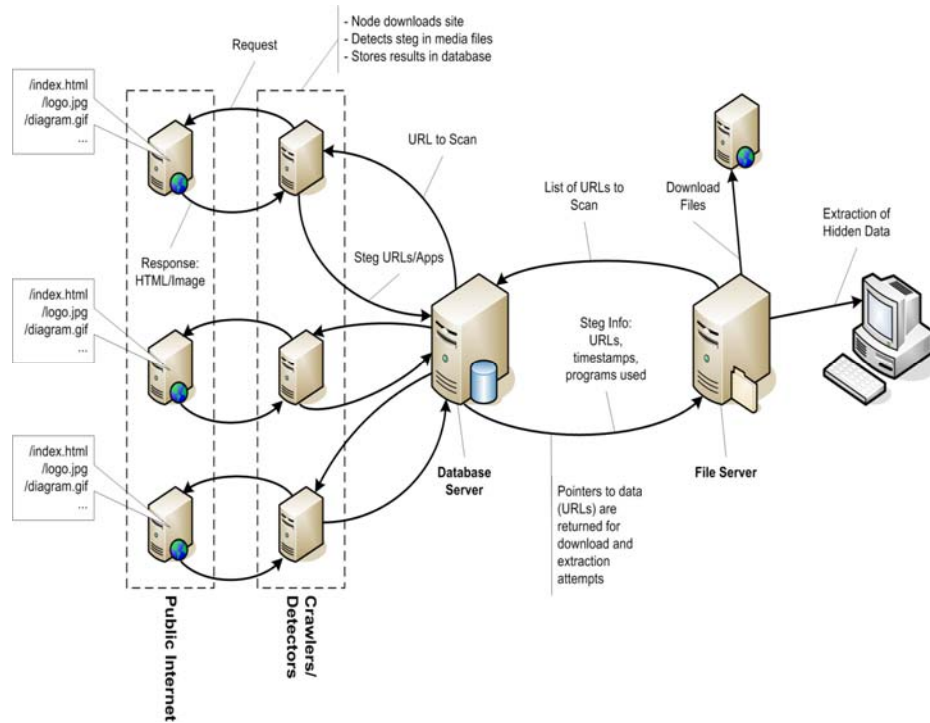 - Node downloads site
- Detects steg in media files
- Stores results in database
Request
/index.html
/logo.jpg
/diagram.gif
...
URL to Scan
List of URLs to
Scan
Download
Files
Extraction of
Hidden Data
Response:
HTML/Image
Steg URLs/Apps
/index.html
/logo.jpg
/diagram.gif
...
Steg Info:
URLs,
timestamps,
programs used
/index.html
/logo.jpg
/diagram.gif
...
Database
Server
File Server
Pointers to data
(URLs) are
returned for
download and
extraction
attempts
Public Internet
Crawlers/
Detectors